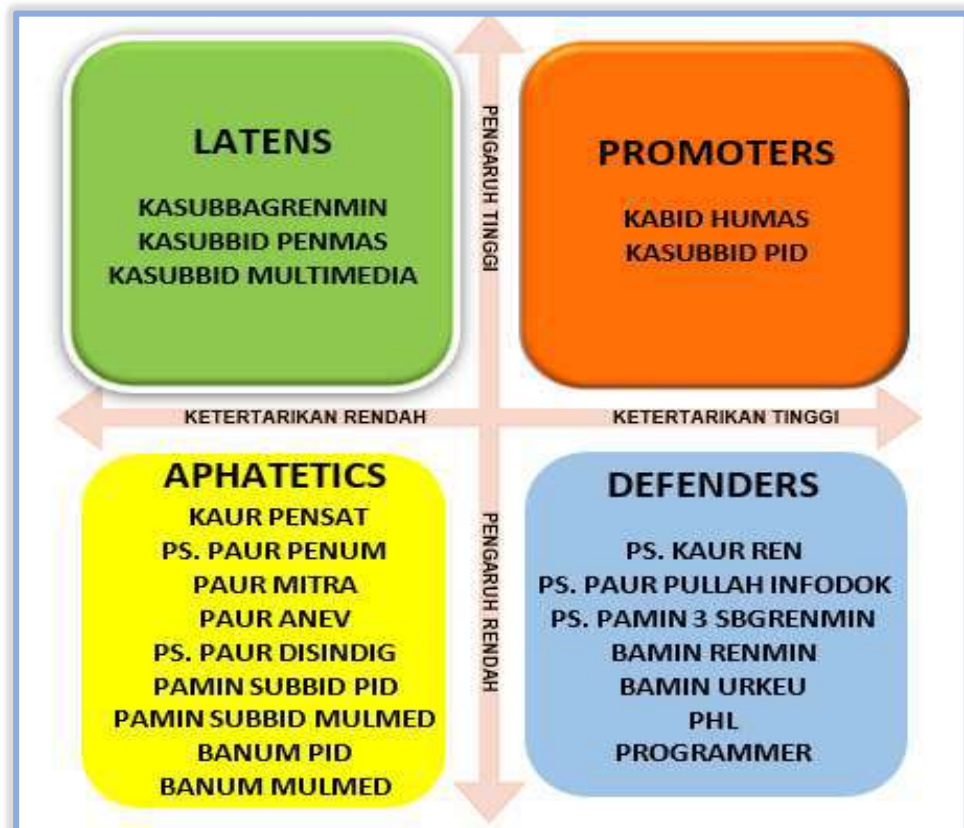 LATENS
KASUBBAGRENMIN
KASUBBID PENMAS
KASUBBID MULTIMEDIA
PENGARUH TINGGI
PROMOTERS
KABID HUMAS
KASUBBID PID
KETERTARIKAN RENDAH
KETERTARIKAN TINGGI
APHATETICS
KAUR PENSAT
PS. PAUR PENUM
PAUR MITRA
PAUR ANEV
PS. PAUR DISINDIG
PAMIN SUBBID PID
PAMIN SUBBID MULMED
BANUM PID
BANUM MULMED
PENGARUH RENDAH
DEFENDERS
PS. KAUR REN
PS. PAUR PULLAH INFODOK
PS. PAMIN 3 SBGRENMIN
BAMIN RENMIN
BAMIN URKEU
PHL
PROGRAMMER